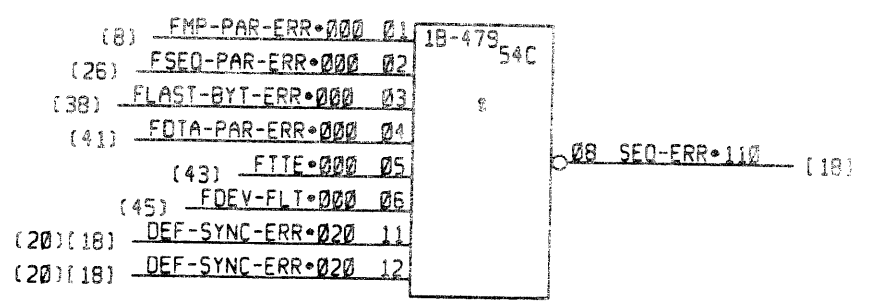 (8) FMP-PAR-ERR•000 01
1B-479
54C
(26) FSEQ-PAR-ERR•000 02
(38) FLAST-BYT-ERR•000 03
&
(41) FDTA-PAR-ERR•000 04
08 SEQ-ERR•110 (18)
(43) FTTE•000 05
(45) FDEV-FLT•000 06
(20)(18) DEF-SYNC-ERR•020 11
(20)(18) DEF-SYNC-ERR•020 12